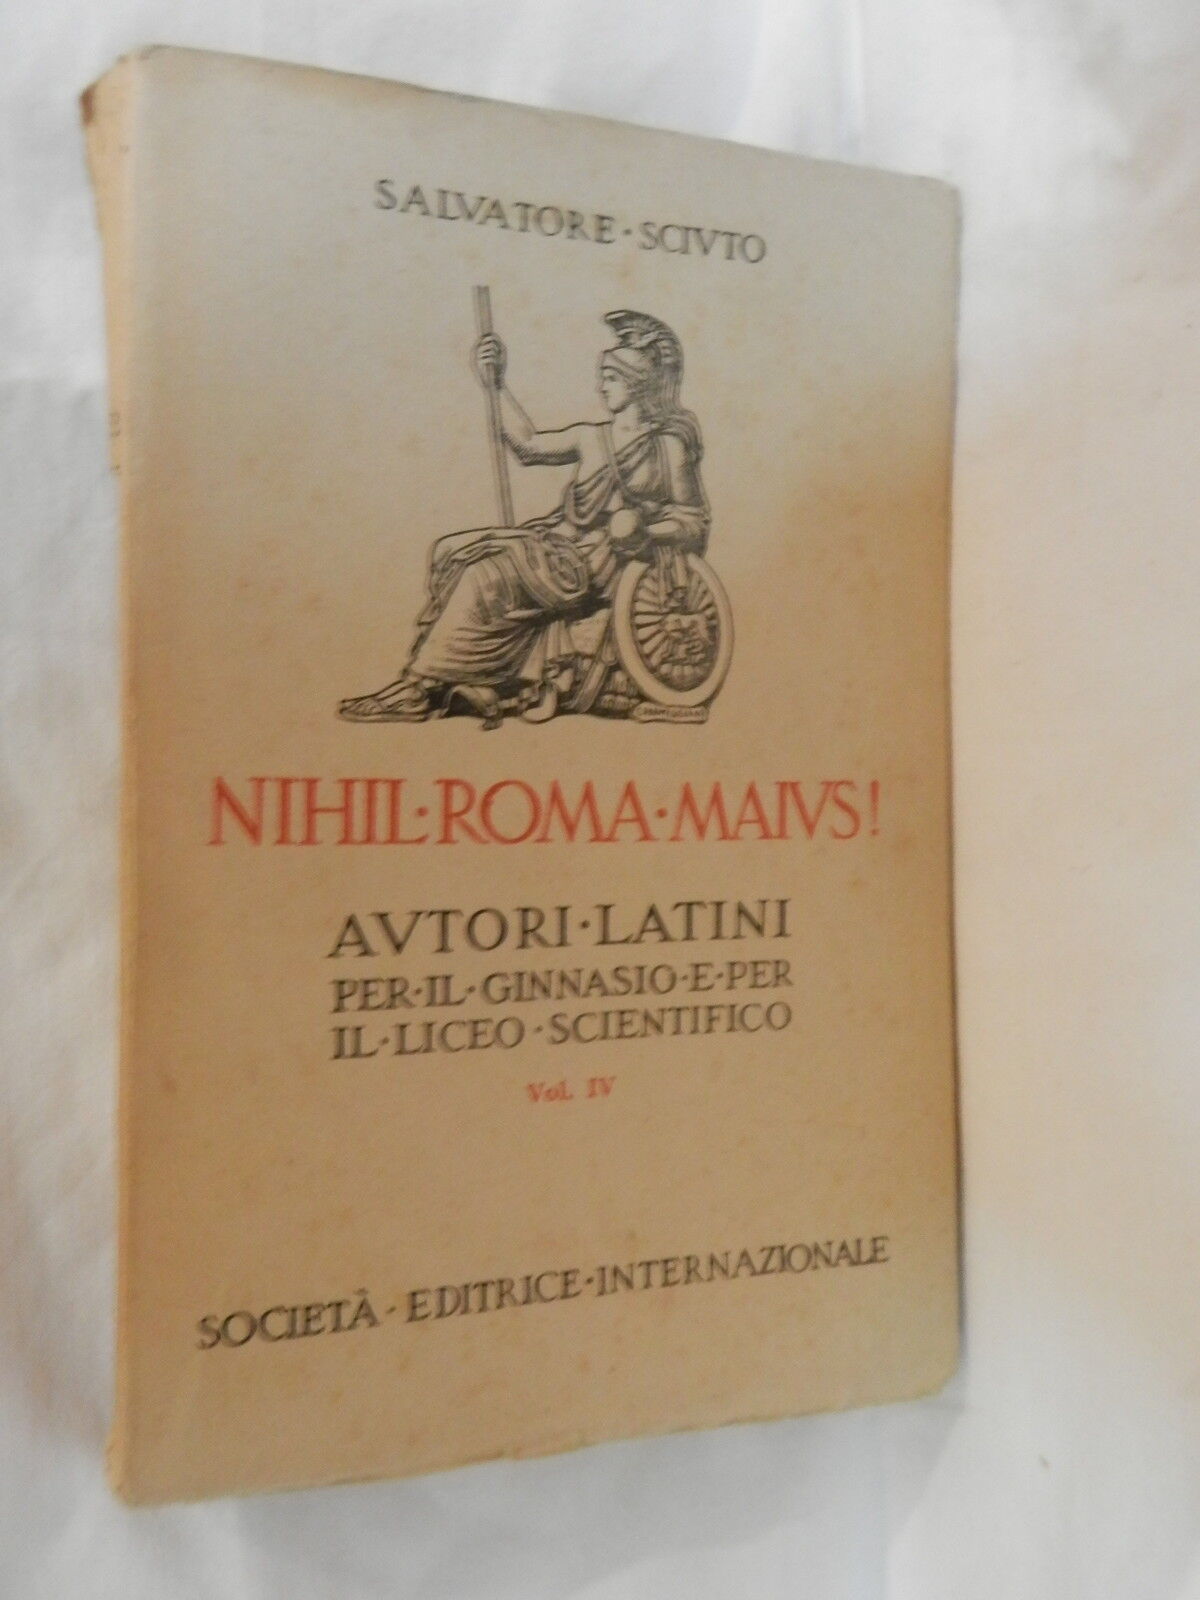 SALVATORE·SCIVTO
NIHIL·ROMA·MAIVS!
AVTORI·LATINI
PER·IL·GINNASIO·E·PER
IL·LICEO·SCIENTIFICO
Vol. IV
SOCIETÀ·EDITRICE·INTERNAZIONALE